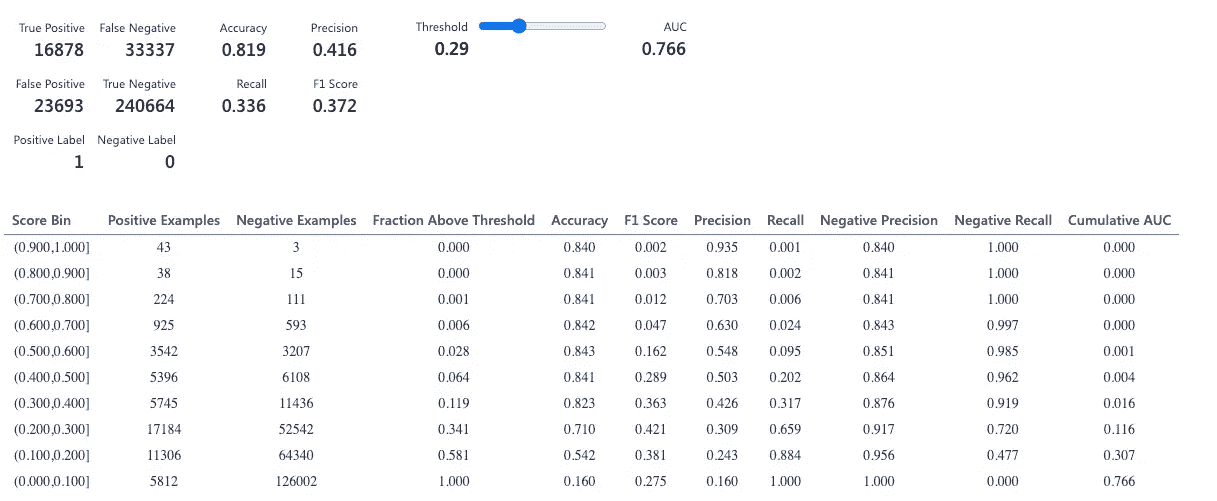 True Positive False Negative Accuracy Precision Threshold AUC
16878 33337 0.819 0.416 0.29 0.766
False Positive True Negative Recall F1 Score
23693 240664 0.336 0.372
Positive Label Negative Label
1 0
Score Bin Positive Examples Negative Examples Fraction Above Threshold Accuracy F1 Score Precision Recall Negative Precision Negative Recall Cumulative AUC
(0.900,1.000] 43 3 0.000 0.840 0.002 0.935 0.001 0.840 1.000 0.000
(0.800,0.900] 38 15 0.000 0.841 0.003 0.818 0.002 0.841 1.000 0.000
(0.700,0.800] 224 111 0.001 0.841 0.012 0.703 0.006 0.841 1.000 0.000
(0.600,0.700] 925 593 0.006 0.842 0.047 0.630 0.024 0.843 0.997 0.000
(0.500,0.600] 3542 3207 0.028 0.843 0.162 0.548 0.095 0.851 0.985 0.001
(0.400,0.500] 5396 6108 0.064 0.841 0.289 0.503 0.202 0.864 0.962 0.004
(0.300,0.400] 5745 11436 0.119 0.823 0.363 0.426 0.317 0.876 0.919 0.016
(0.200,0.300] 17184 52542 0.341 0.710 0.421 0.309 0.659 0.917 0.720 0.116
(0.100,0.200] 11306 64340 0.581 0.542 0.381 0.243 0.884 0.956 0.477 0.307
(0.000,0.100] 5812 126002 1.000 0.160 0.275 0.160 1.000 1.000 0.000 0.766